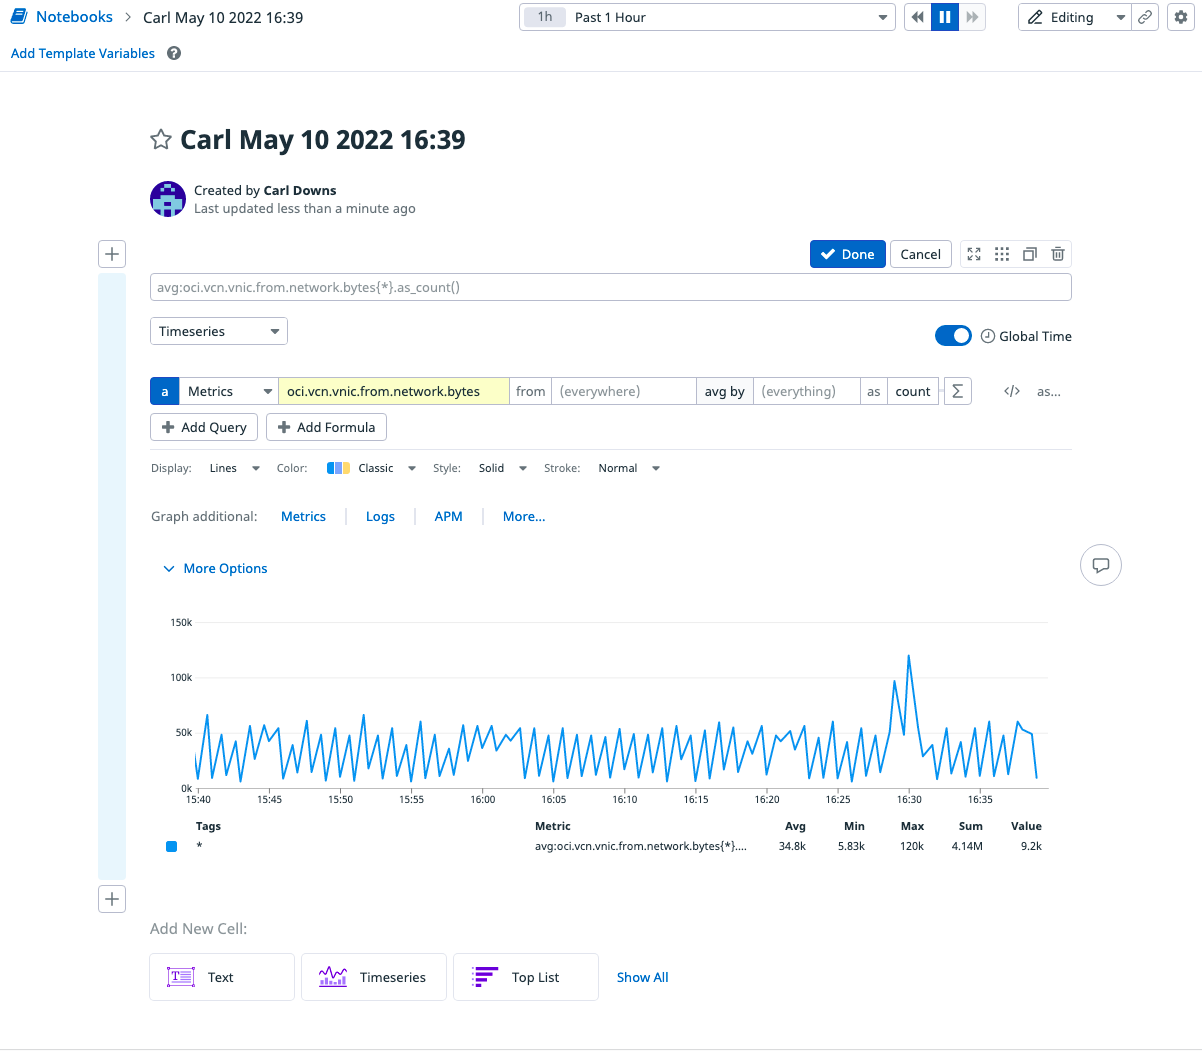 Notebooks > Carl May 10 2022 16:39
1h Past 1 Hour
Editing
Add Template Variables ?
Carl May 10 2022 16:39
Created by Carl Downs
Last updated less than a minute ago
Done Cancel
avg:oci.vcn.vnic.from.network.bytes{*}.as_count()
Timeseries
Global Time
a Metrics oci.vcn.vnic.from.network.bytes from (everywhere) avg by (everything) as count Σ </> as...
+ Add Query + Add Formula
Display: Lines Color: Classic Style: Solid Stroke: Normal
Graph additional: Metrics | Logs | APM | More...
More Options
150k
100k
50k
0k
15:40 15:45 15:50 15:55 16:00 16:05 16:10 16:15 16:20 16:25 16:30 16:35
Tags Metric Avg Min Max Sum Value
* avg:oci.vcn.vnic.from.network.bytes{*}.... 34.8k 5.83k 120k 4.14M 9.2k
Add New Cell:
Text Timeseries Top List Show All